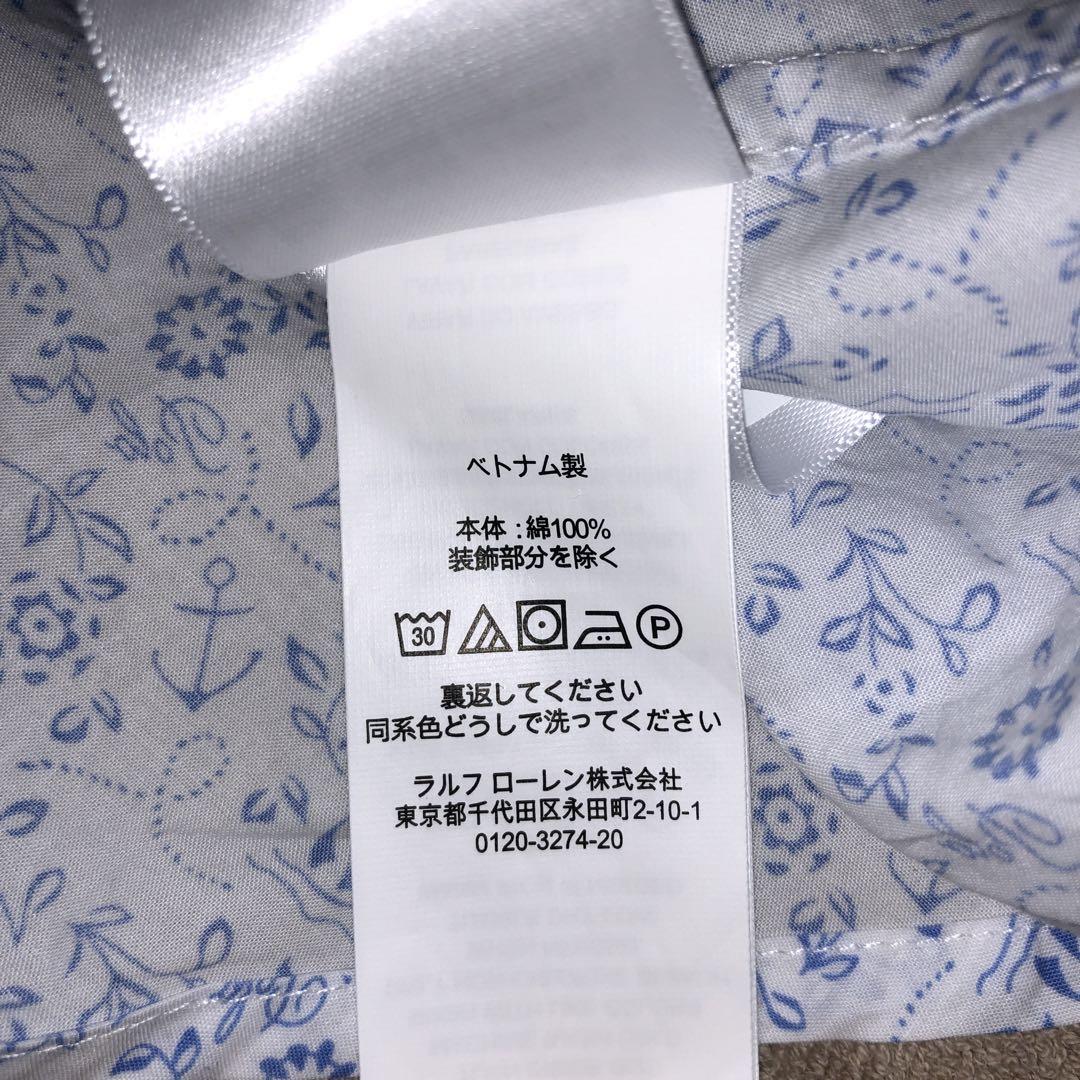 ベトナム製
本体 : 綿100%
装飾部分を除く
30 P
裏返してください
同系色どうしで洗ってください
ラルフ ローレン株式会社
東京都千代田区永田町2-10-1
0120-3274-20
Polo